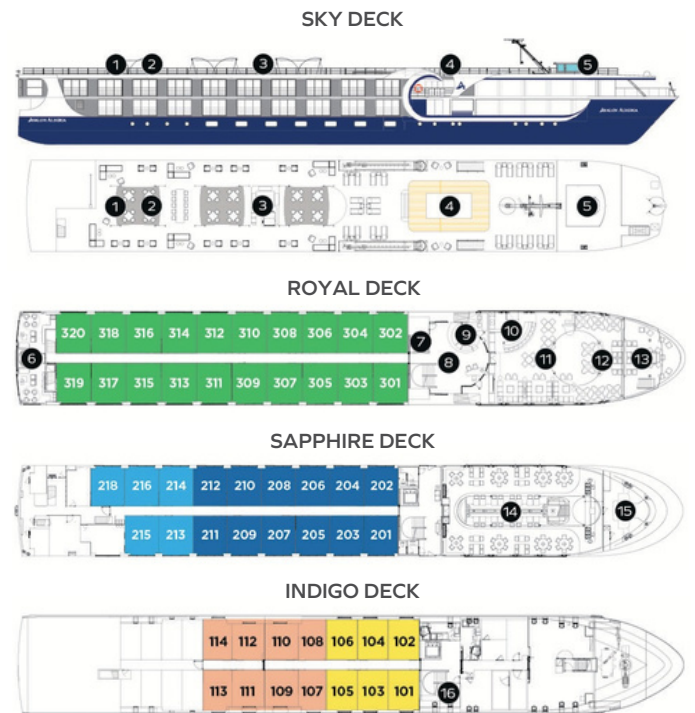 SKY DECK
1 2 3 4 5
AVALON ALEGRIA AVALON ALEGRIA
1 2 3 4 5
ROYAL DECK
320 318 316 314 312 310 308 306 304 302 7 9 10
6 8 11 12 13
319 317 315 313 311 309 307 305 303 301
SAPPHIRE DECK
218 216 214 212 210 208 206 204 202
14 15
215 213 211 209 207 205 203 201
INDIGO DECK
114 112 110 108 106 104 102
113 111 109 107 105 103 101 16